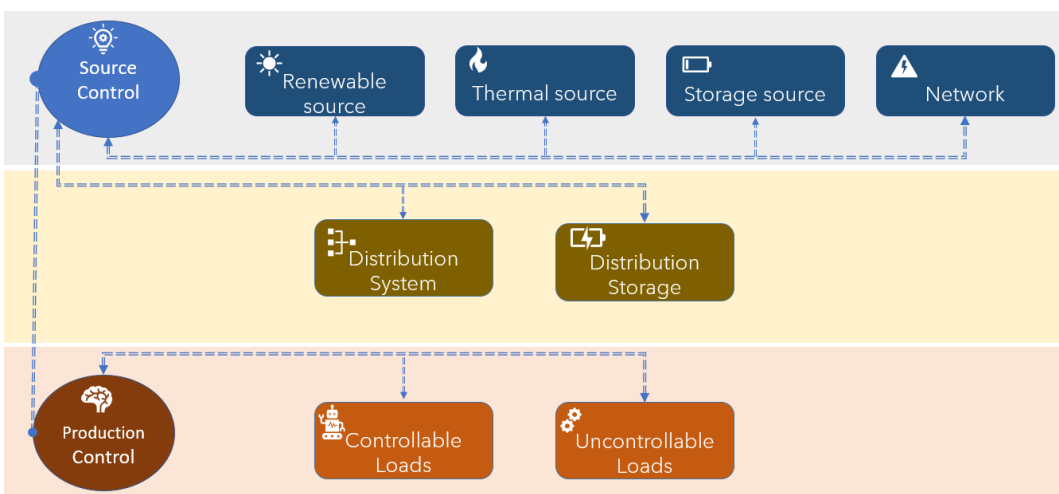 Source
Control
Renewable
source
Thermal source
Storage source
Network
Distribution
System
Distribution
Storage
Production
Control
Controllable
Loads
Uncontrollable
Loads